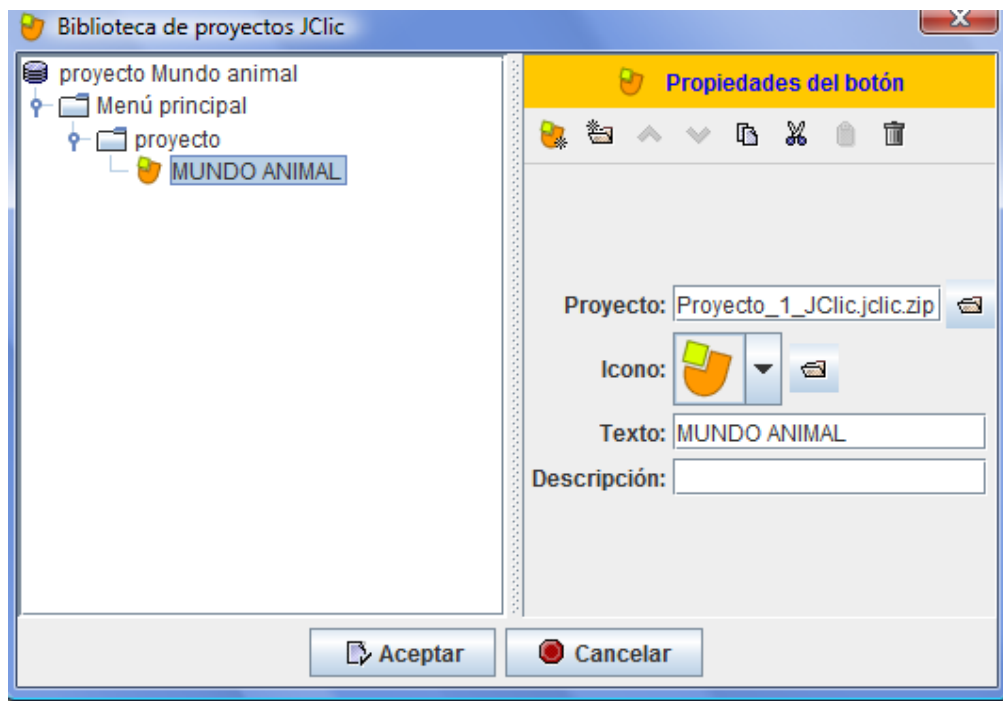 Biblioteca de proyectos JClic
proyecto Mundo animal
Menú principal
proyecto
MUNDO ANIMAL
Propiedades del botón
Proyecto: Proyecto_1_JClic.jclic.zip
Icono:
Texto: MUNDO ANIMAL
Descripción:
Aceptar
Cancelar